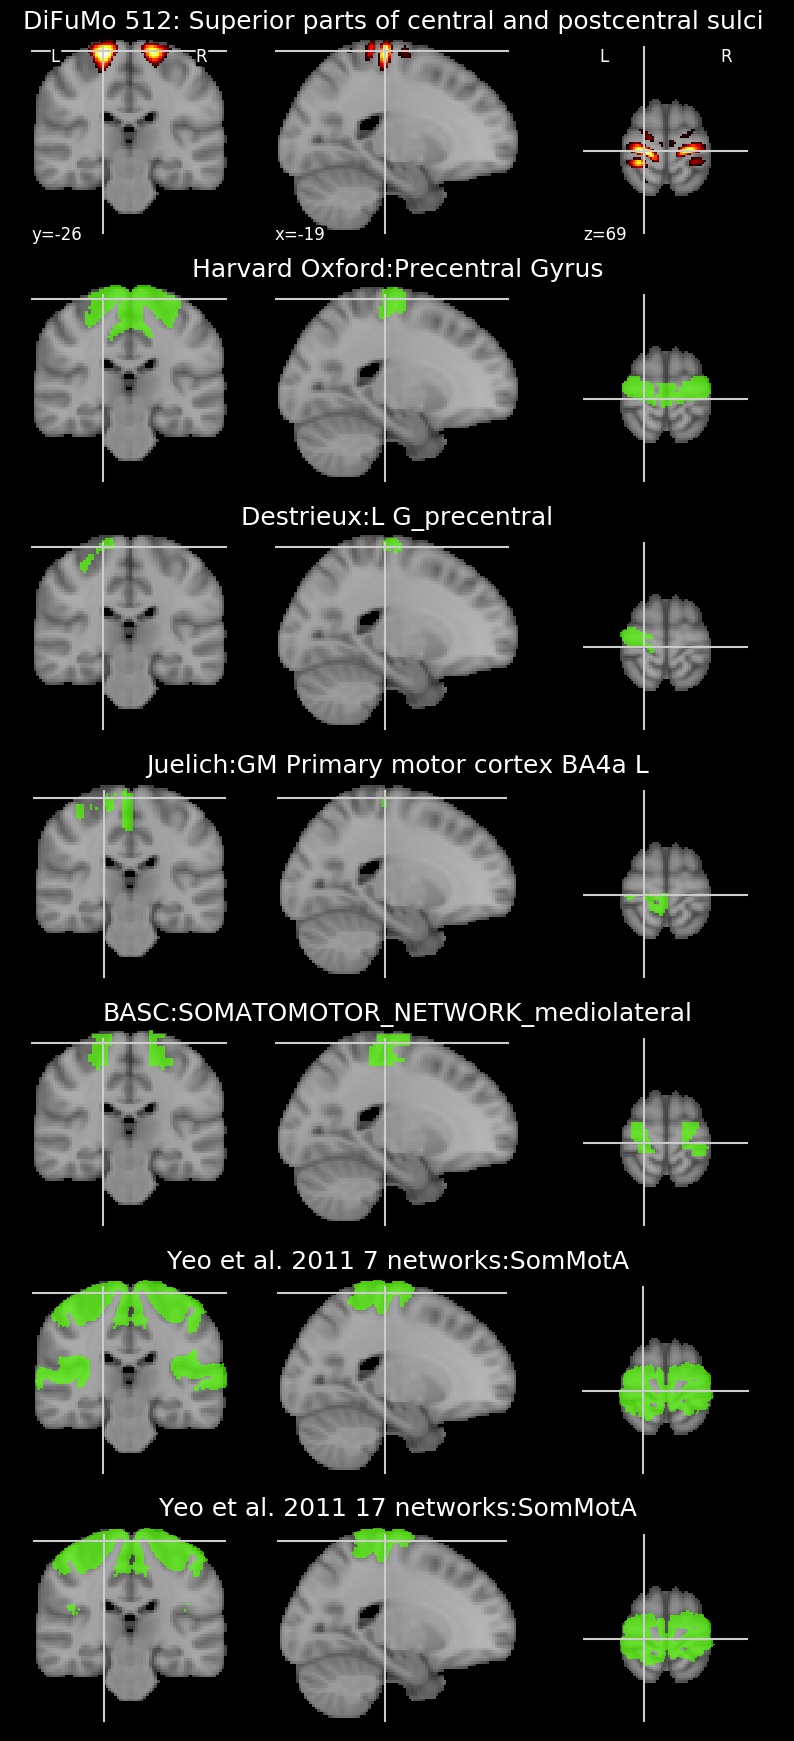 DiFuMo 512: Superior parts of central and postcentral sulci
L R L R
y=-26 x=-19 z=69
Harvard Oxford:Precentral Gyrus
Destrieux:L G_precentral
Juelich:GM Primary motor cortex BA4a L
BASC:SOMATOMOTOR_NETWORK_mediolateral
Yeo et al. 2011 7 networks:SomMotA
Yeo et al. 2011 17 networks:SomMotA